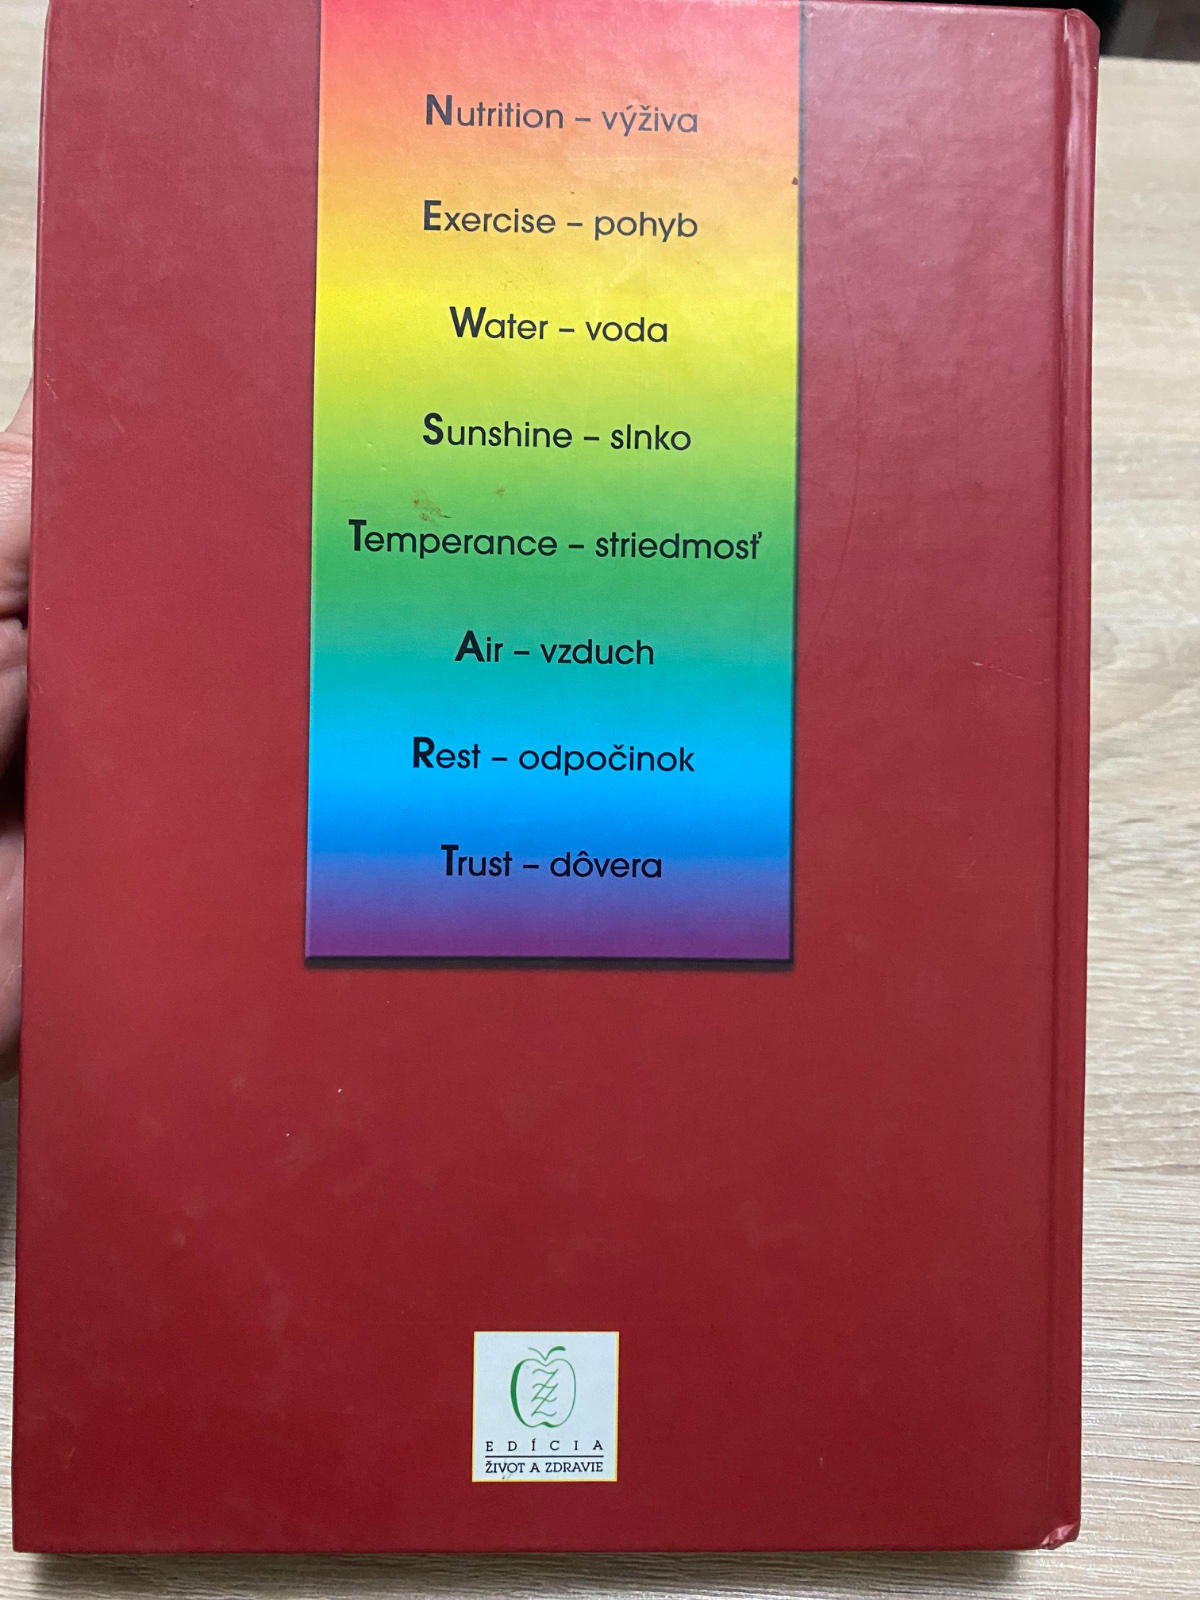 Nutrition – výživa
Exercise – pohyb
Water – voda
Sunshine – slnko
Temperance – striedmosť
Air – vzduch
Rest – odpočinok
Trust – dôvera
EDÍCIA
ŽIVOT A ZDRAVIE